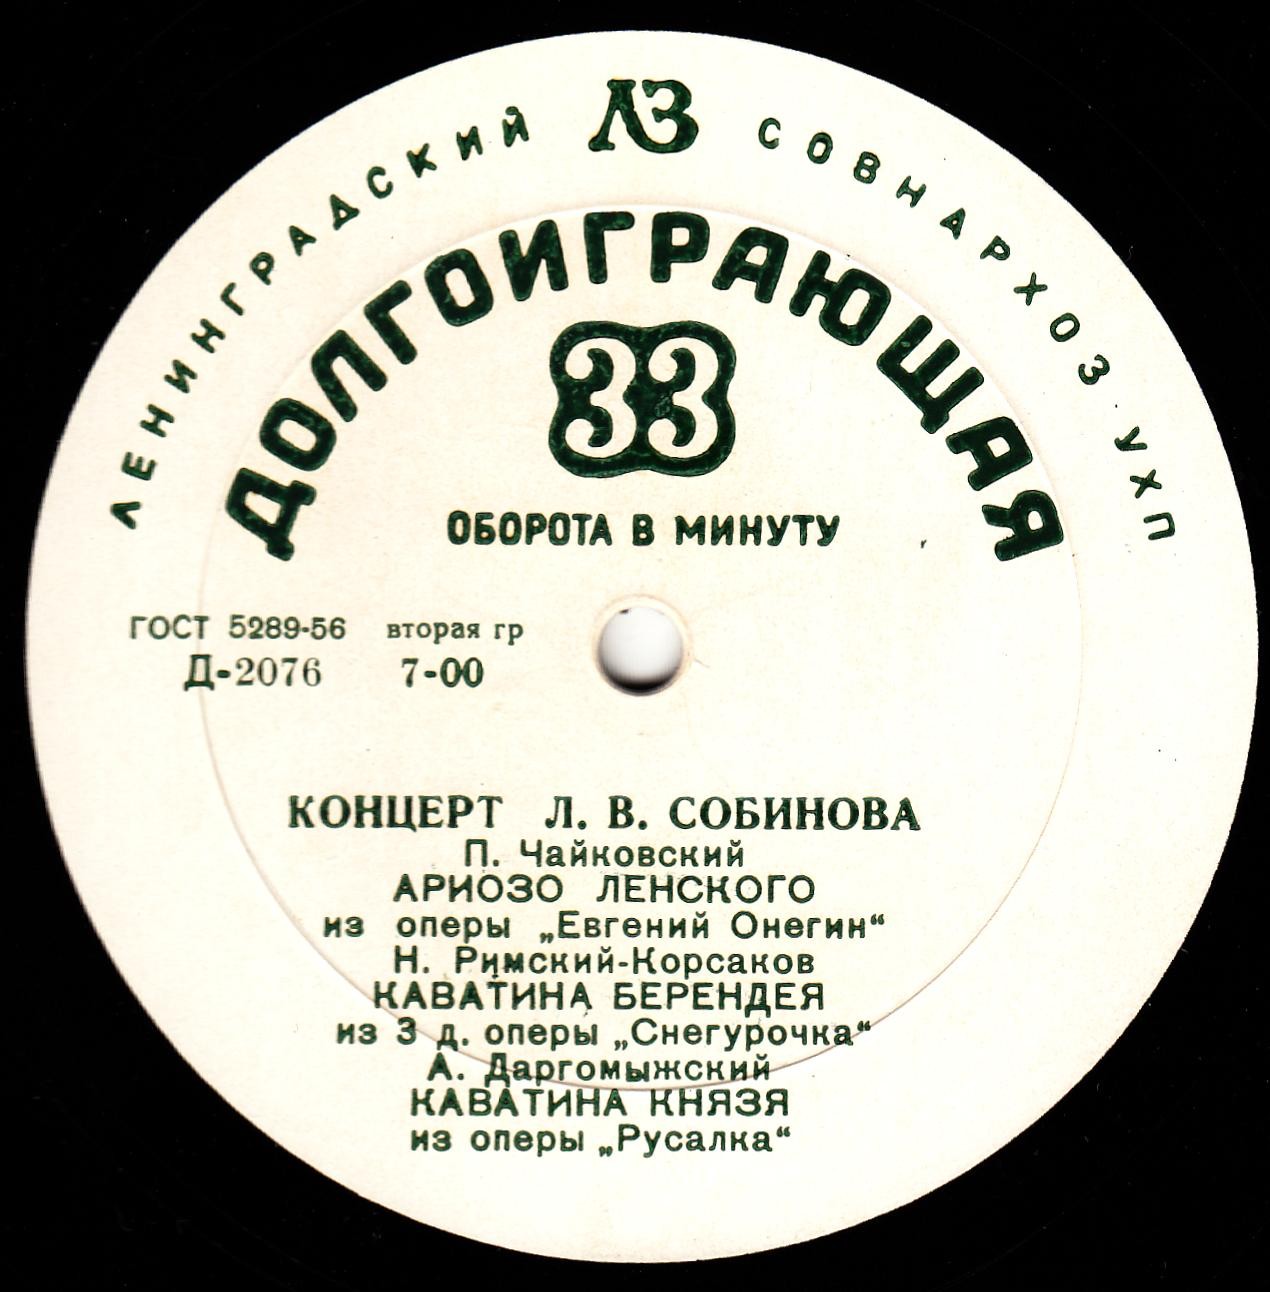 ЛЕНИНГРАДСКИЙ ЛЗ СОВНАРХОЗ УХП
ДОЛГОИГРАЮЩАЯ
33
ОБОРОТА В МИНУТУ
ГОСТ 5289-56 вторая гр
Д-2076 7-00
КОНЦЕРТ Л. В. СОБИНОВА
П. Чайковский
АРИОЗО ЛЕНСКОГО
из оперы „Евгений Онегин“
Н. Римский-Корсаков
КАВАТИНА БЕРЕНДЕЯ
из 3 д. оперы „Снегурочка“
А. Даргомыжский
КАВАТИНА КНЯЗЯ
из оперы „Русалка“